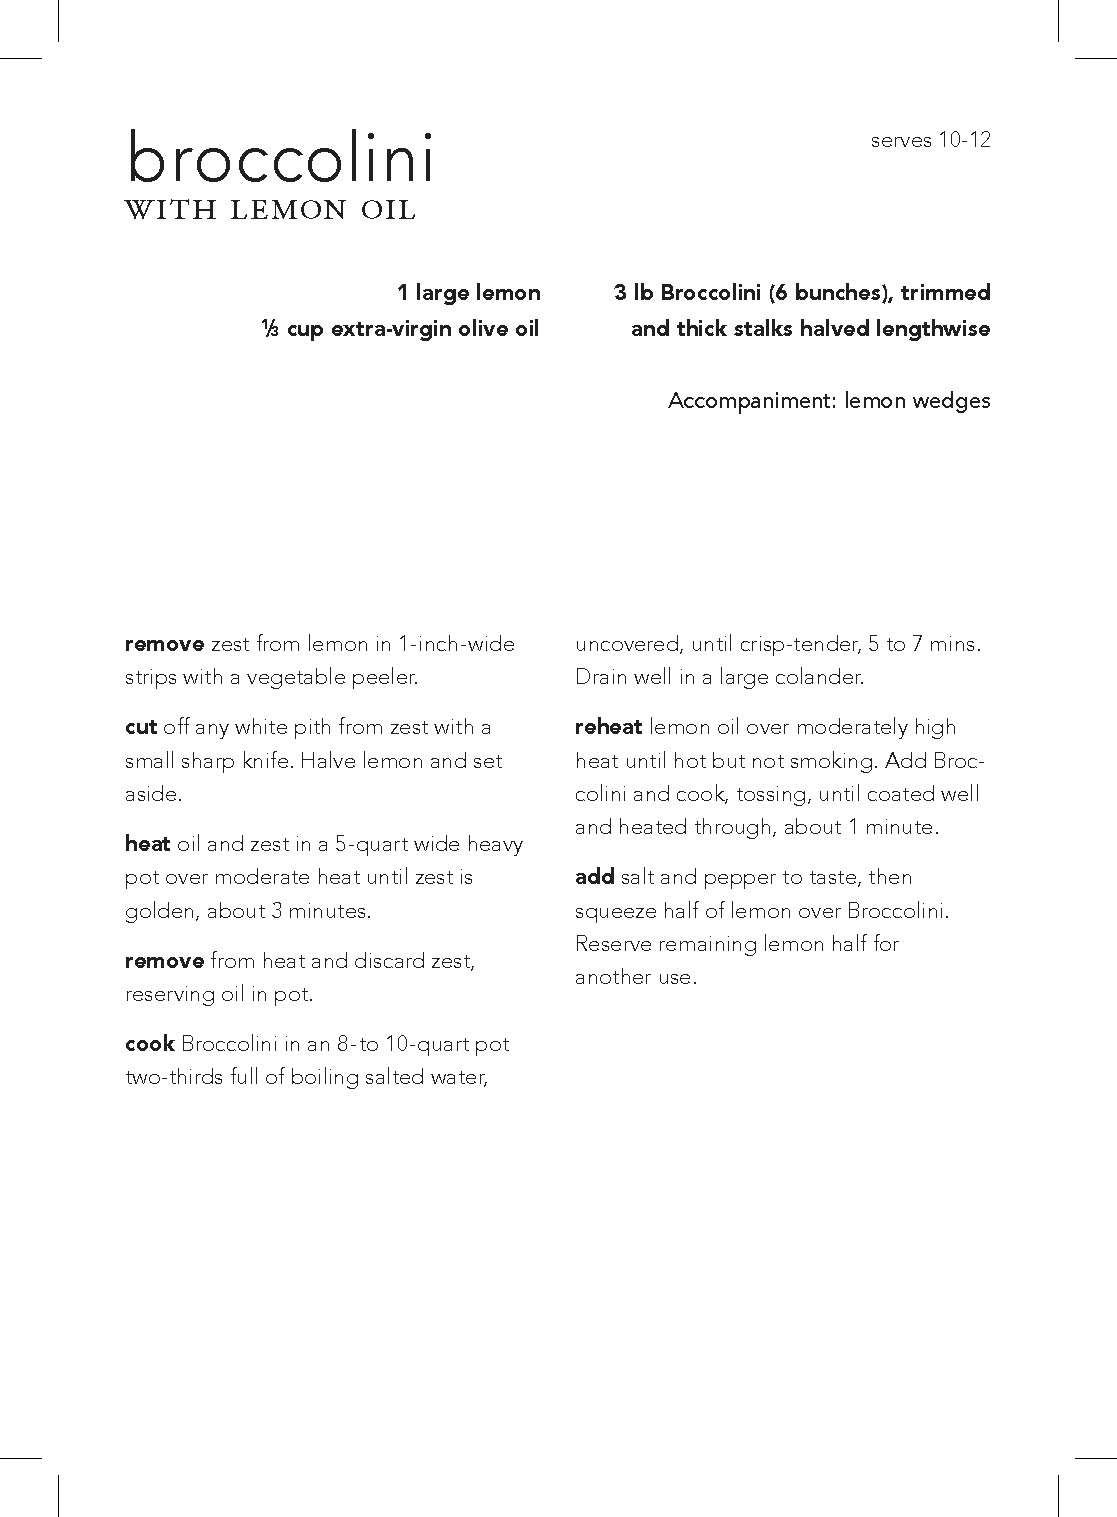 broccolini
WITH LEMON OIL
serves 10-12
1 large lemon
⅓ cup extra-virgin olive oil
3 lb Broccolini (6 bunches), trimmed
and thick stalks halved lengthwise
Accompaniment: lemon wedges
remove zest from lemon in 1-inch-wide
strips with a vegetable peeler.
cut off any white pith from zest with a
small sharp knife. Halve lemon and set
aside.
heat oil and zest in a 5-quart wide heavy
pot over moderate heat until zest is
golden, about 3 minutes.
remove from heat and discard zest,
reserving oil in pot.
cook Broccolini in an 8-to 10-quart pot
two-thirds full of boiling salted water,
uncovered, until crisp-tender, 5 to 7 mins.
Drain well in a large colander.
reheat lemon oil over moderately high
heat until hot but not smoking. Add Broc-
colini and cook, tossing, until coated well
and heated through, about 1 minute.
add salt and pepper to taste, then
squeeze half of lemon over Broccolini.
Reserve remaining lemon half for
another use.